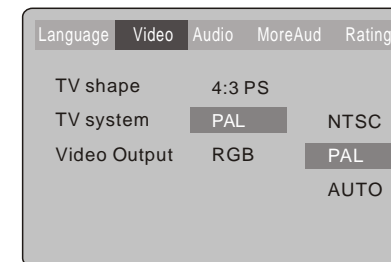 Language Video Audio MoreAud Rating
TV shape 4:3 PS
TV system PAL NTSC
Video Output RGB PAL
AUTO